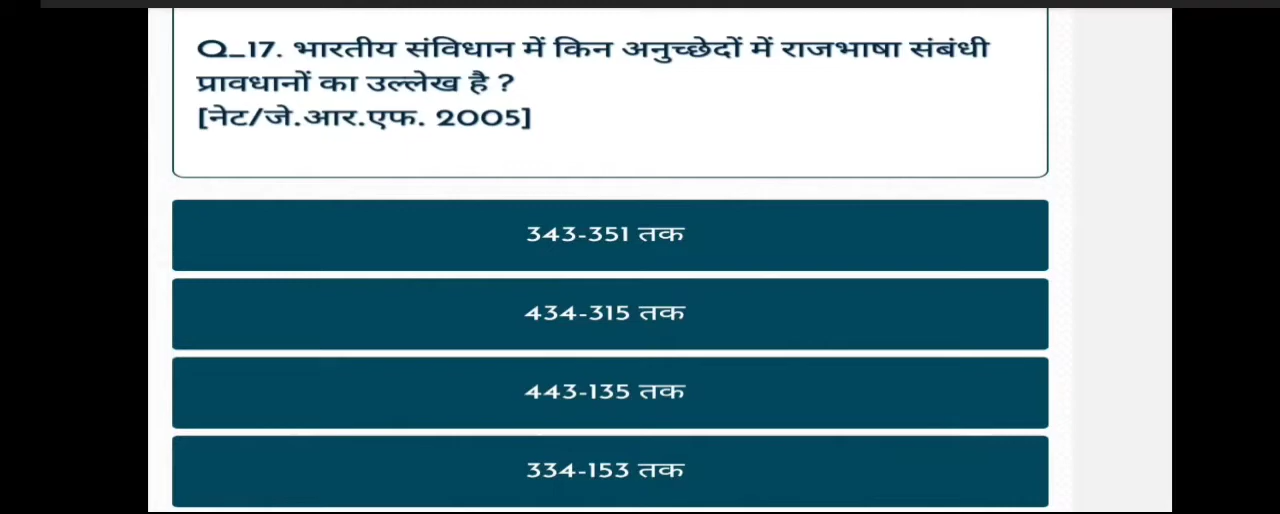 Q_17. भारतीय संविधान में किन अनुच्छेदों में राजभाषा संबंधी
प्रावधानों का उल्लेख है ?
[नेट/जे.आर.एफ. 2005]
343-351 तक
434-315 तक
443-135 तक
334-153 तक